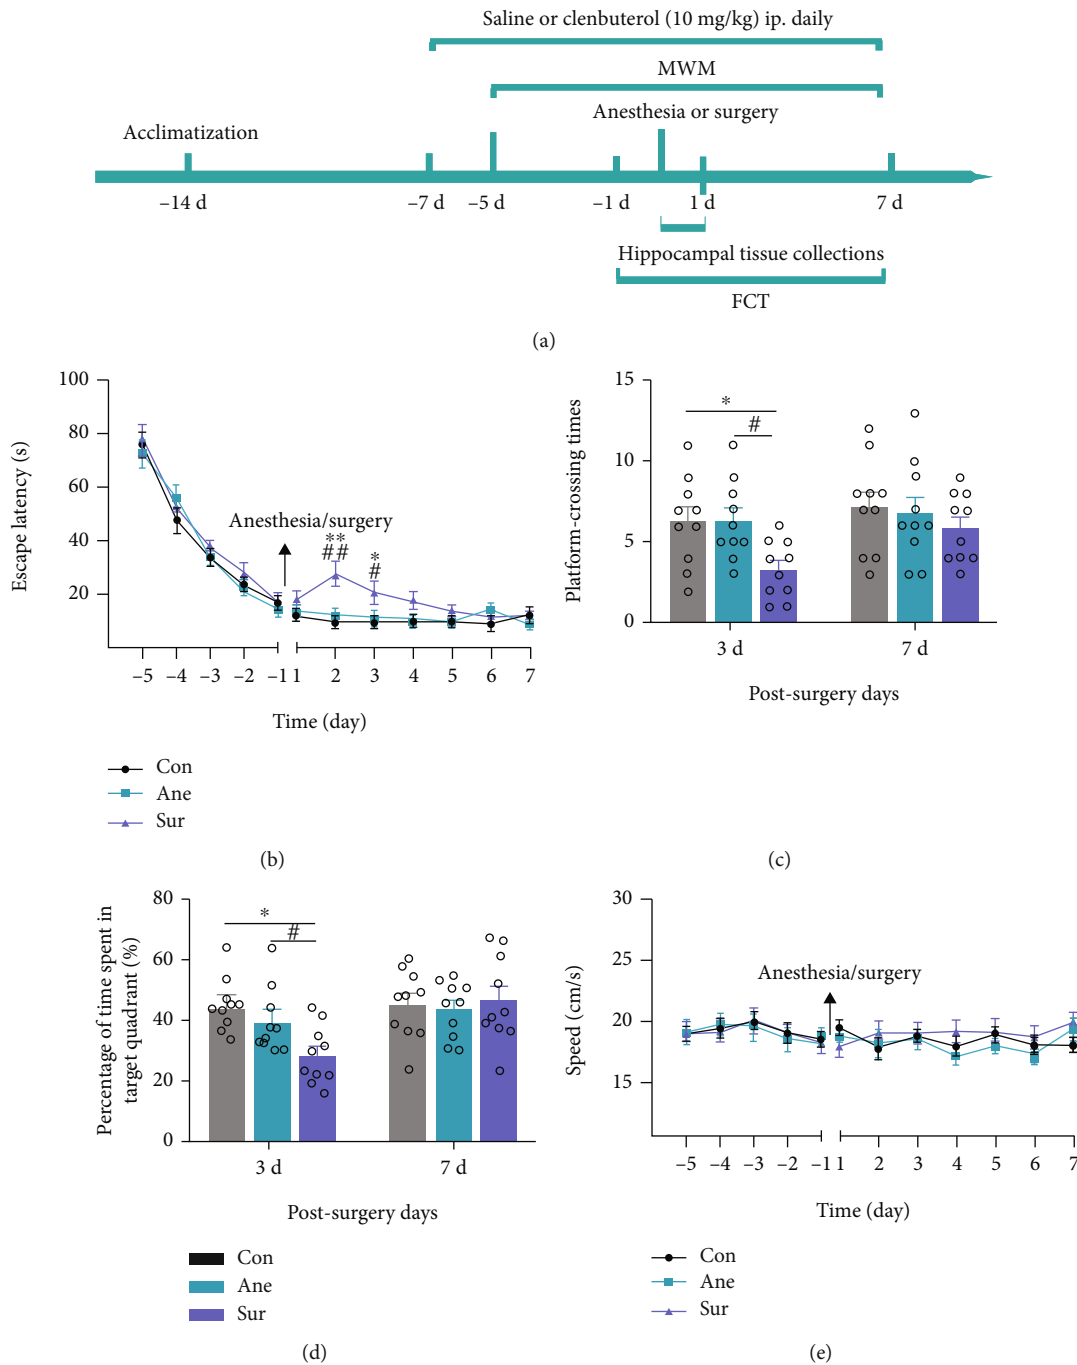 Saline or clenbuterol (10 mg/kg) ip. daily
MWM
Anesthesia or surgery
Acclimatization
–14 d –7 d –5 d –1 d 1 d 7 d
Hippocampal tissue collections
FCT
(a)
Escape latency (s)
100
80
60
40
20
Anesthesia/surgery
** *
## #
–5 –4 –3 –2 –1 1 2 3 4 5 6 7
Time (day)
Con
Ane
Sur
(b)
Platform-crossing times
15
10
5
0
*
#
3 d 7 d
Post-surgery days
(c)
Percentage of time spent in
target quadrant (%)
80
60
40
20
0
*
#
3 d 7 d
Post-surgery days
Con
Ane
Sur
(d)
Speed (cm/s)
30
25
20
15
Anesthesia/surgery
–5 –4 –3 –2 –1 1 2 3 4 5 6 7
Time (day)
Con
Ane
Sur
(e)